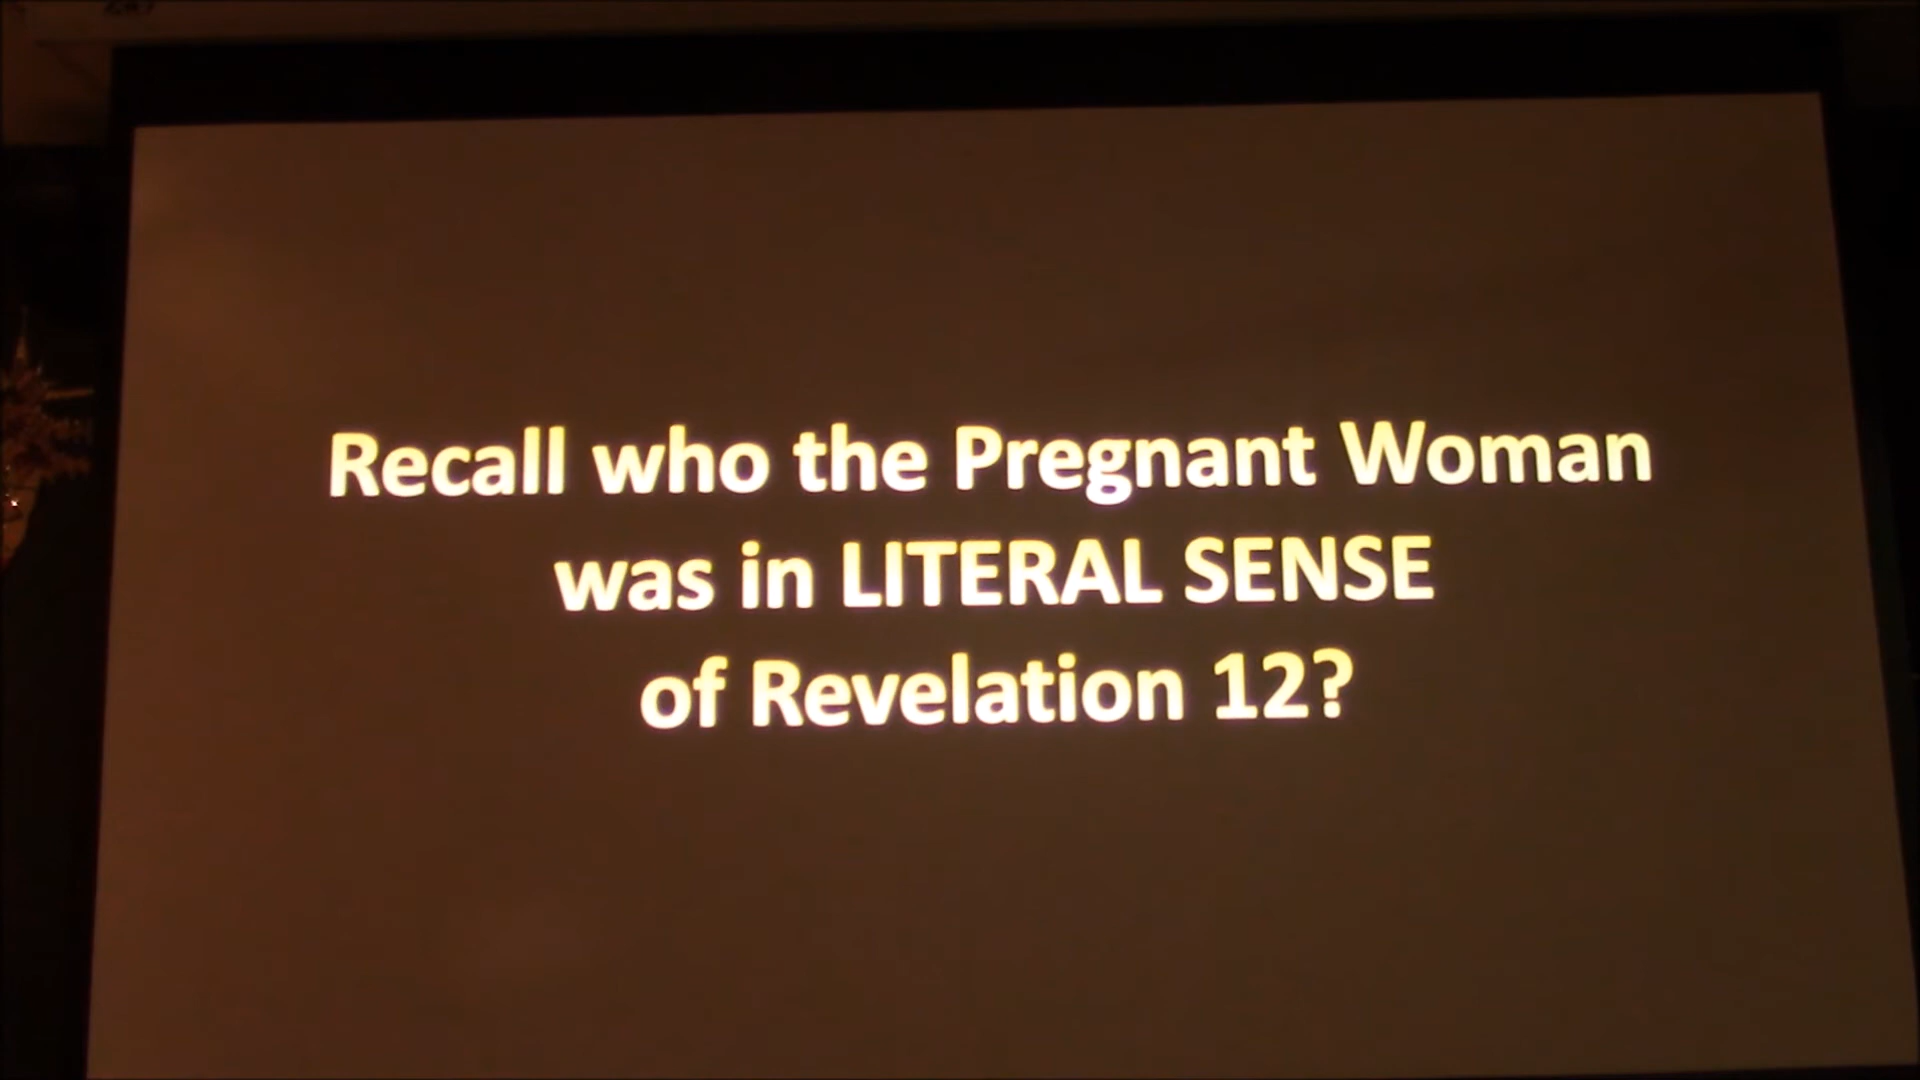 Recall who the Pregnant Woman
was in LITERAL SENSE
of Revelation 12?